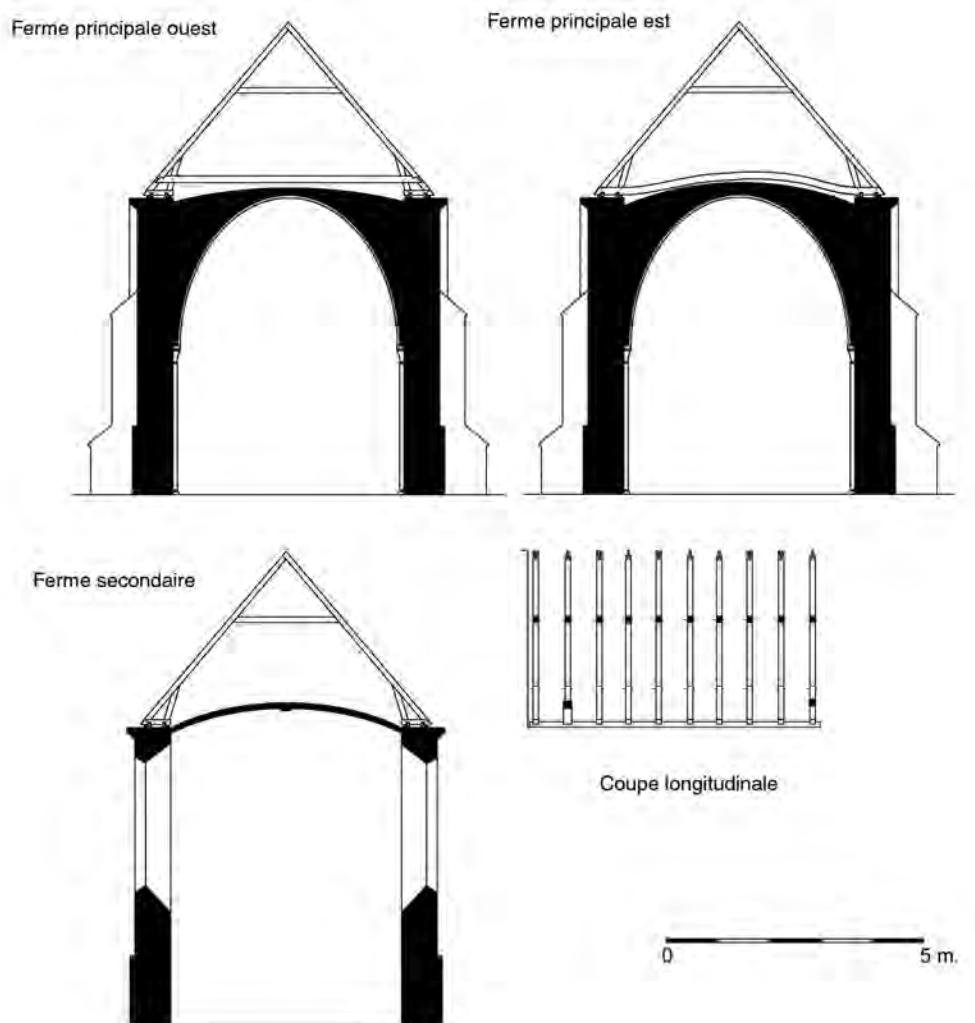 Ferme principale ouest
Ferme principale est
Ferme secondaire
Coupe longitudinale
0
5 m.